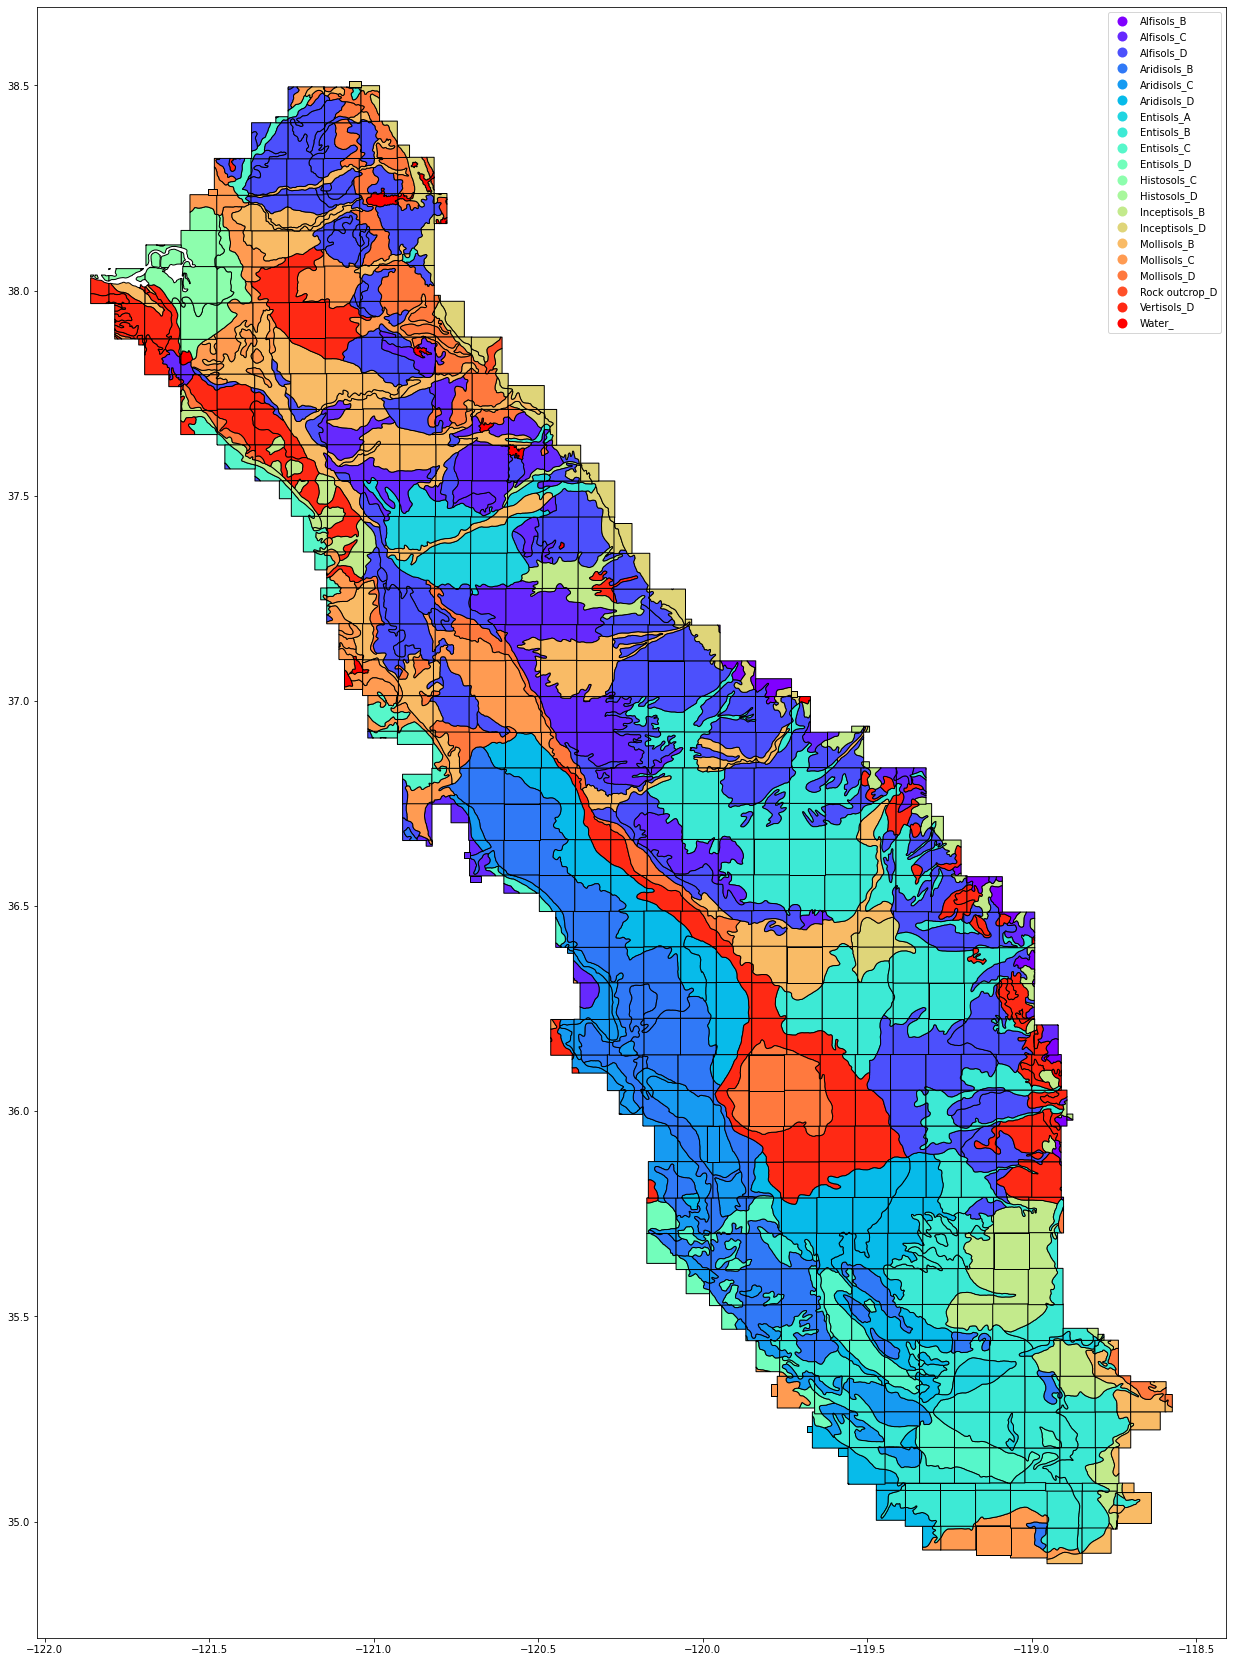 Alfisols_B
Alfisols_C
Alfisols_D
Aridisols_B
Aridisols_C
Aridisols_D
Entisols_A
Entisols_B
Entisols_C
Entisols_D
Histosols_C
Histosols_D
Inceptisols_B
Inceptisols_D
Mollisols_B
Mollisols_C
Mollisols_D
Rock outcrop_D
Vertisols_D
Water_
38.5
38.0
37.5
37.0
36.5
36.0
35.5
35.0
−122.0 −121.5 −121.0 −120.5 −120.0 −119.5 −119.0 −118.5